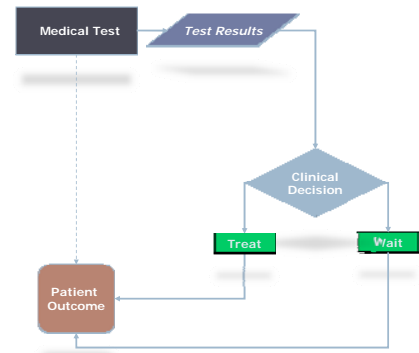 Medical Test
Test Results
Clinical
Decision
Treat
Wait
Patient
Outcome